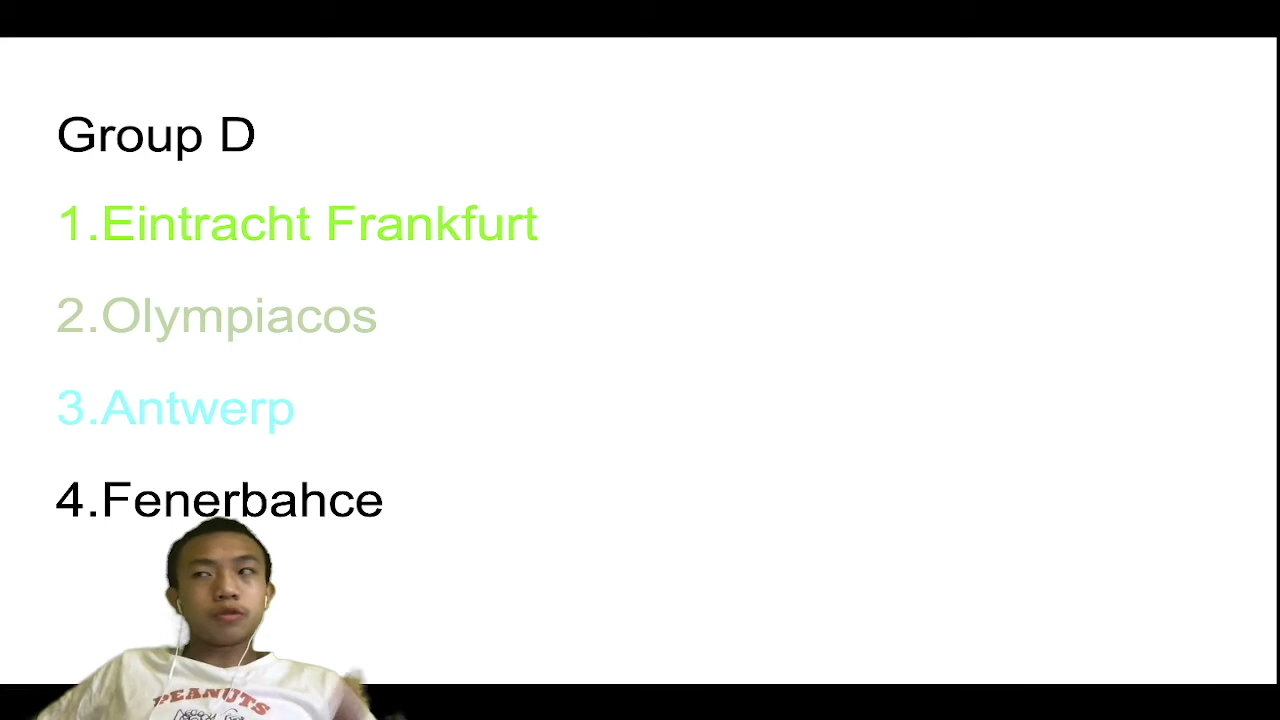 Group D
1.Eintracht Frankfurt
2.Olympiacos
3.Antwerp
4.Fenerbahce
PEANUTS